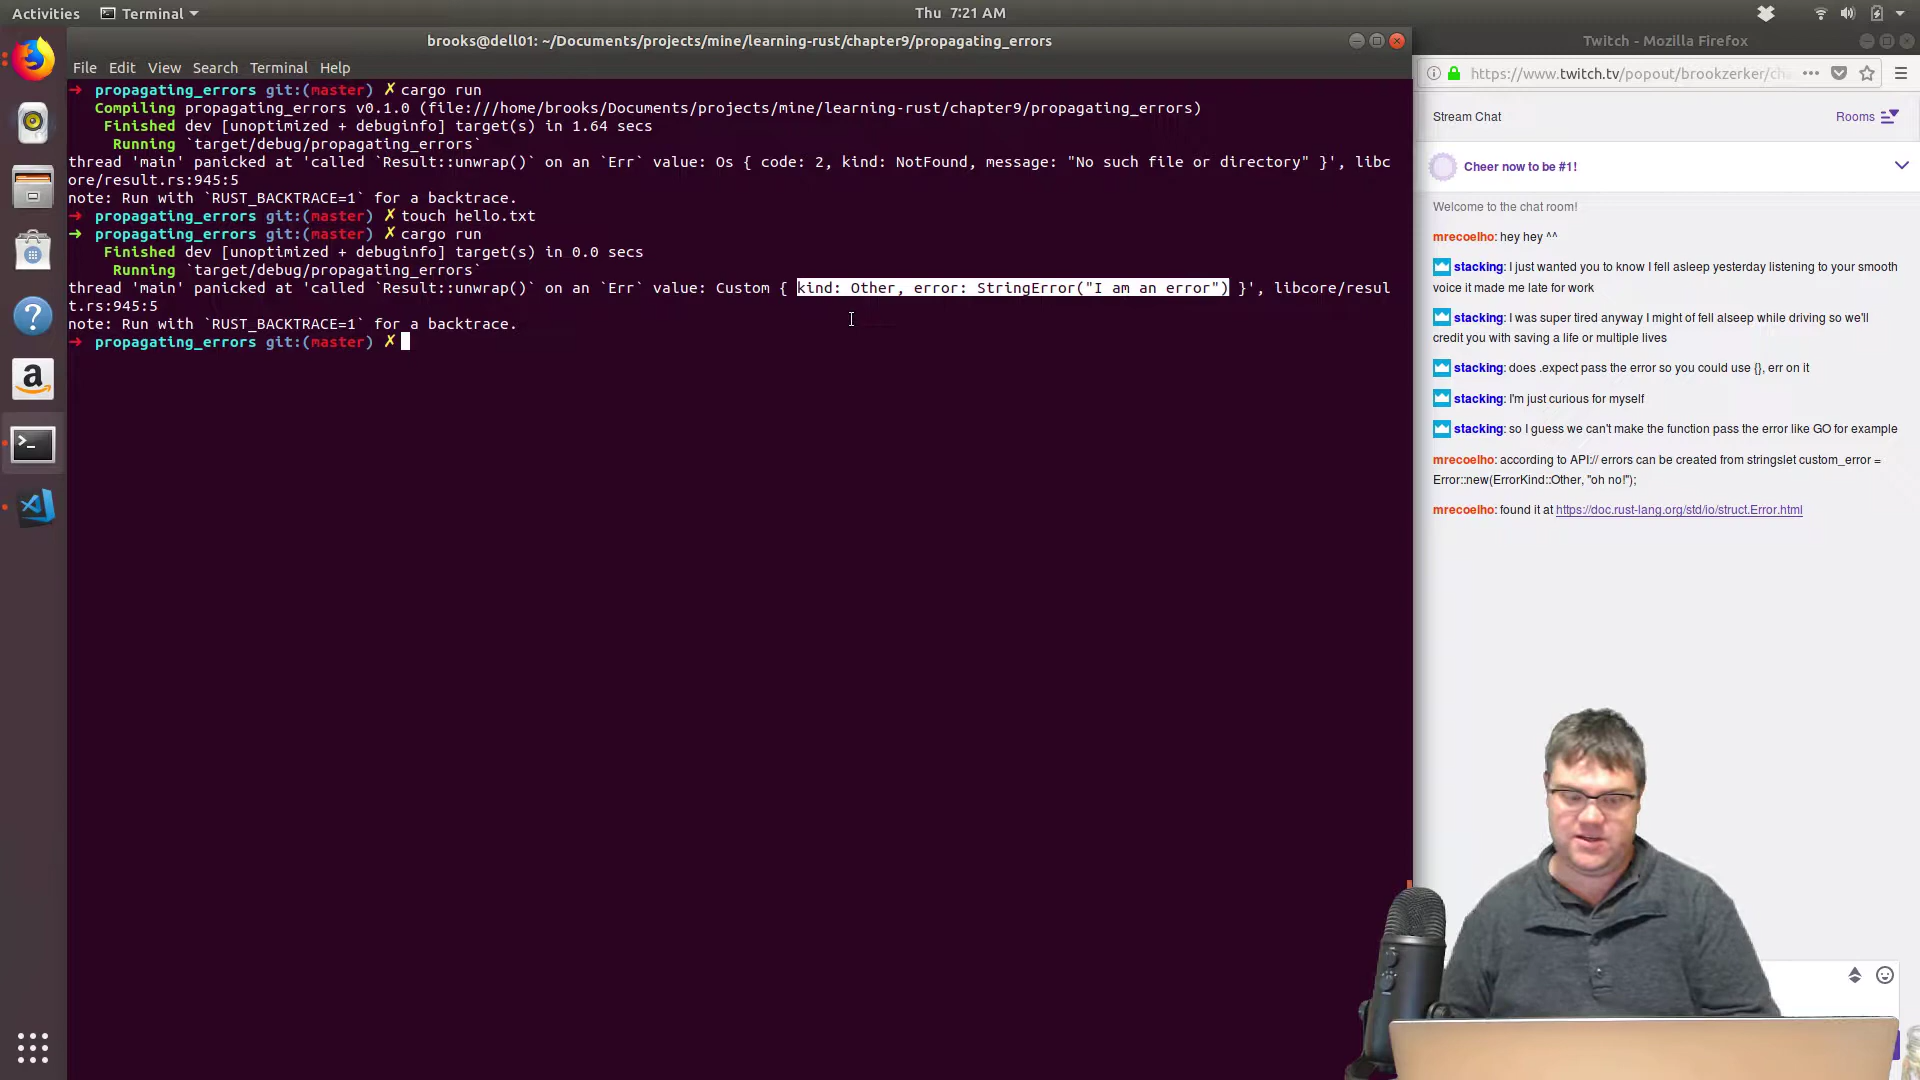 Activities
Terminal
Thu 7:21 AM
brooks@dell01: ~/Documents/projects/mine/learning-rust/chapter9/propagating_errors
File Edit View Search Terminal Help
➜ propagating_errors git:(master) ✗ cargo run
Compiling propagating_errors v0.1.0 (file:///home/brooks/Documents/projects/mine/learning-rust/chapter9/propagating_errors)
Finished dev [unoptimized + debuginfo] target(s) in 1.64 secs
Running `target/debug/propagating_errors`
thread 'main' panicked at 'called `Result::unwrap()` on an `Err` value: Os { code: 2, kind: NotFound, message: "No such file or directory" }', libc
ore/result.rs:945:5
note: Run with `RUST_BACKTRACE=1` for a backtrace.
➜ propagating_errors git:(master) ✗ touch hello.txt
➜ propagating_errors git:(master) ✗ cargo run
Finished dev [unoptimized + debuginfo] target(s) in 0.0 secs
Running `target/debug/propagating_errors`
thread 'main' panicked at 'called `Result::unwrap()` on an `Err` value: Custom { kind: Other, error: StringError("I am an error") }', libcore/resul
t.rs:945:5
note: Run with `RUST_BACKTRACE=1` for a backtrace.
➜ propagating_errors git:(master) ✗
Twitch - Mozilla Firefox
https://www.twitch.tv/popout/brookzerker/ch
Stream Chat
Rooms
Cheer now to be #1!
Welcome to the chat room!
mrecoelho: hey hey ^^
stacking: I just wanted you to know I fell asleep yesterday listening to your smooth
voice it made me late for work
stacking: I was super tired anyway I might of fell alseep while driving so we'll
credit you with saving a life or multiple lives
stacking: does .expect pass the error so you could use {}, err on it
stacking: I'm just curious for myself
stacking: so I guess we can't make the function pass the error like GO for example
mrecoelho: according to API:// errors can be created from stringslet custom_error =
Error::new(ErrorKind::Other, "oh no!");
mrecoelho: found it at https://doc.rust-lang.org/std/io/struct.Error.html